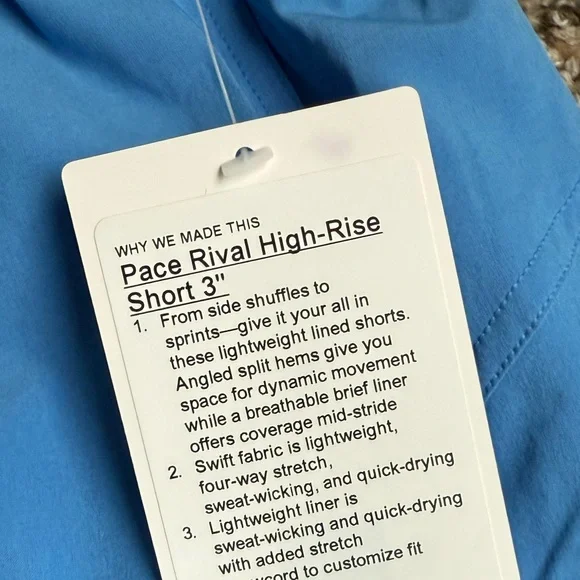 WHY WE MADE THIS
Pace Rival High-Rise
Short 3"
1. From side shuffles to
sprints—give it your all in
these lightweight lined shorts.
Angled split hems give you
space for dynamic movement
while a breathable brief liner
offers coverage mid-stride
2. Swift fabric is lightweight,
four-way stretch,
sweat-wicking, and quick-drying
3. Lightweight liner is
sweat-wicking and quick-drying
with added stretch
to customize fit